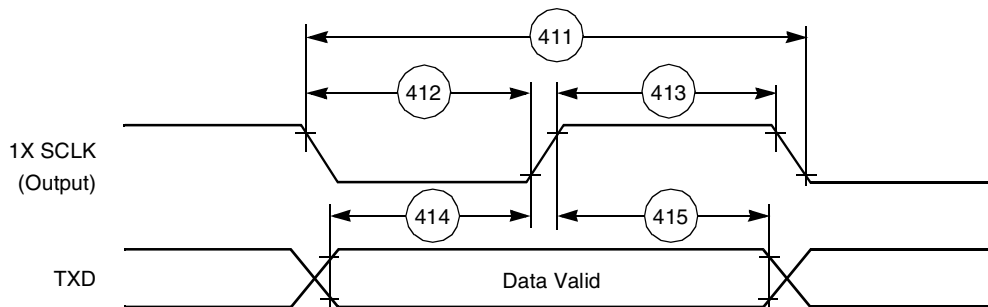 411
412
413
1X SCLK
(Output)
414
415
TXD
Data Valid